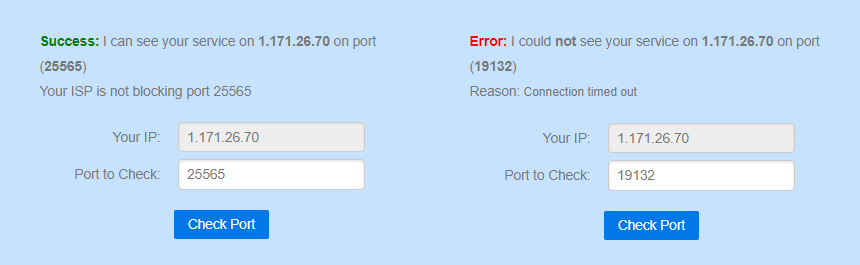 Success: I can see your service on 1.171.26.70 on port
(25565)
Your ISP is not blocking port 25565
Your IP: 1.171.26.70
Port to Check: 25565
Check Port
Error: I could not see your service on 1.171.26.70 on port
(19132)
Reason: Connection timed out
Your IP: 1.171.26.70
Port to Check: 19132
Check Port